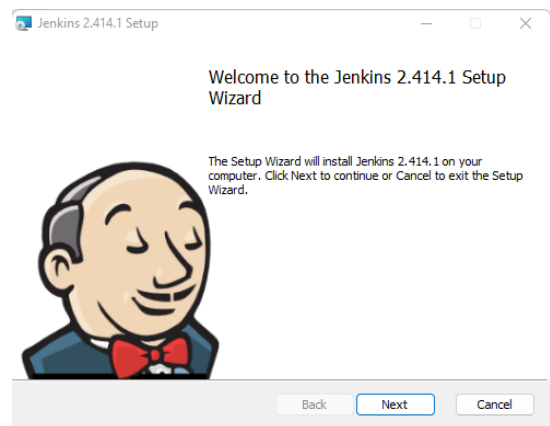 Jenkins 2.414.1 Setup
Welcome to the Jenkins 2.414.1 Setup
Wizard
The Setup Wizard will install Jenkins 2.414.1 on your
computer. Click Next to continue or Cancel to exit the Setup
Wizard.
Back Next Cancel